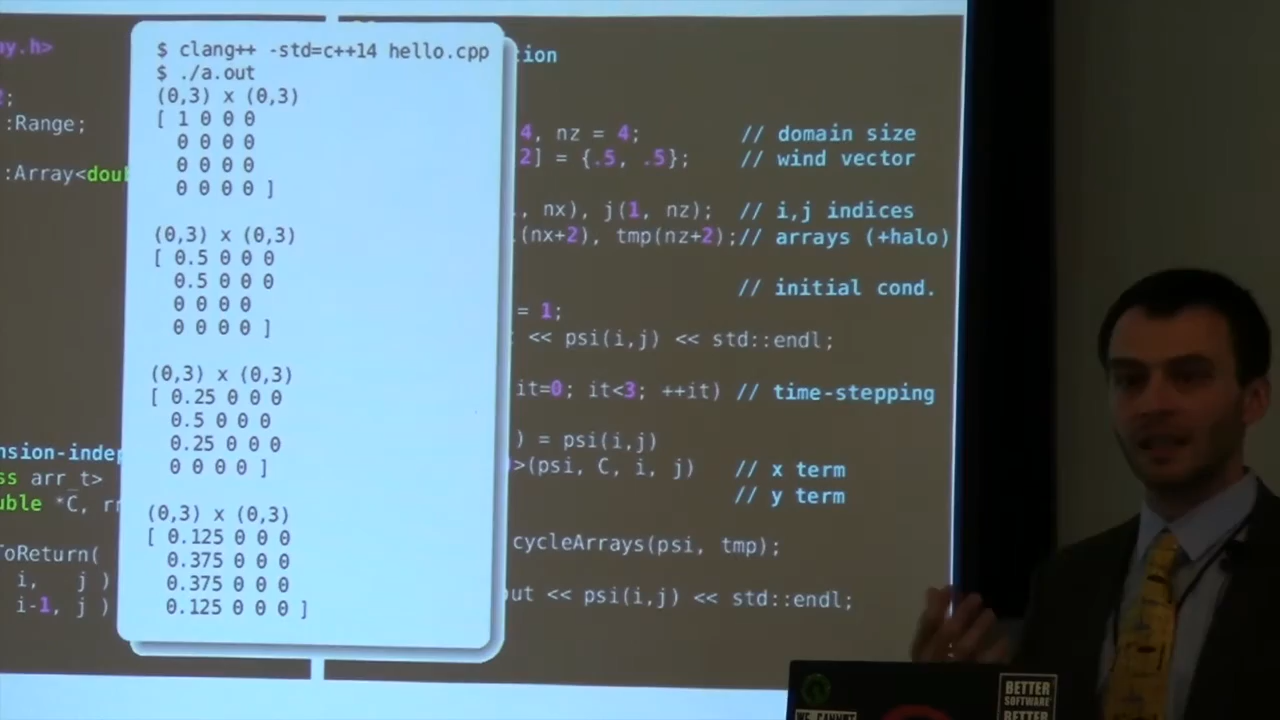 $ clang++ -std=c++14 hello.cpp
$ ./a.out
(0,3) x (0,3)
[ 1 0 0 0
0 0 0 0
0 0 0 0
0 0 0 0 ]
(0,3) x (0,3)
[ 0.5 0 0 0
0.5 0 0 0
0 0 0 0
0 0 0 0 ]
(0,3) x (0,3)
[ 0.25 0 0 0
0.5 0 0 0
0.25 0 0 0
0 0 0 0 ]
(0,3) x (0,3)
[ 0.125 0 0 0
0.375 0 0 0
0.375 0 0 0
0.125 0 0 0 ]
ay.h>
;
:Range;
:Array<doub
nsion-indep
ss arr_t>
uble *C, rn
ToReturn(
i, j )
i-1, j )
tion
4, nz = 4; // domain size
2] = {.5, .5}; // wind vector
, nx), j(1, nz); // i,j indices
(nx+2), tmp(nz+2);// arrays (+halo)
// initial cond.
= 1;
<< psi(i,j) << std::endl;
it=0; it<3; ++it) // time-stepping
) = psi(i,j)
>(psi, C, i, j) // x term
// y term
cycleArrays(psi, tmp);
out << psi(i,j) << std::endl;
BETTER
SOFTWARE
BETTER
WE CANNOT